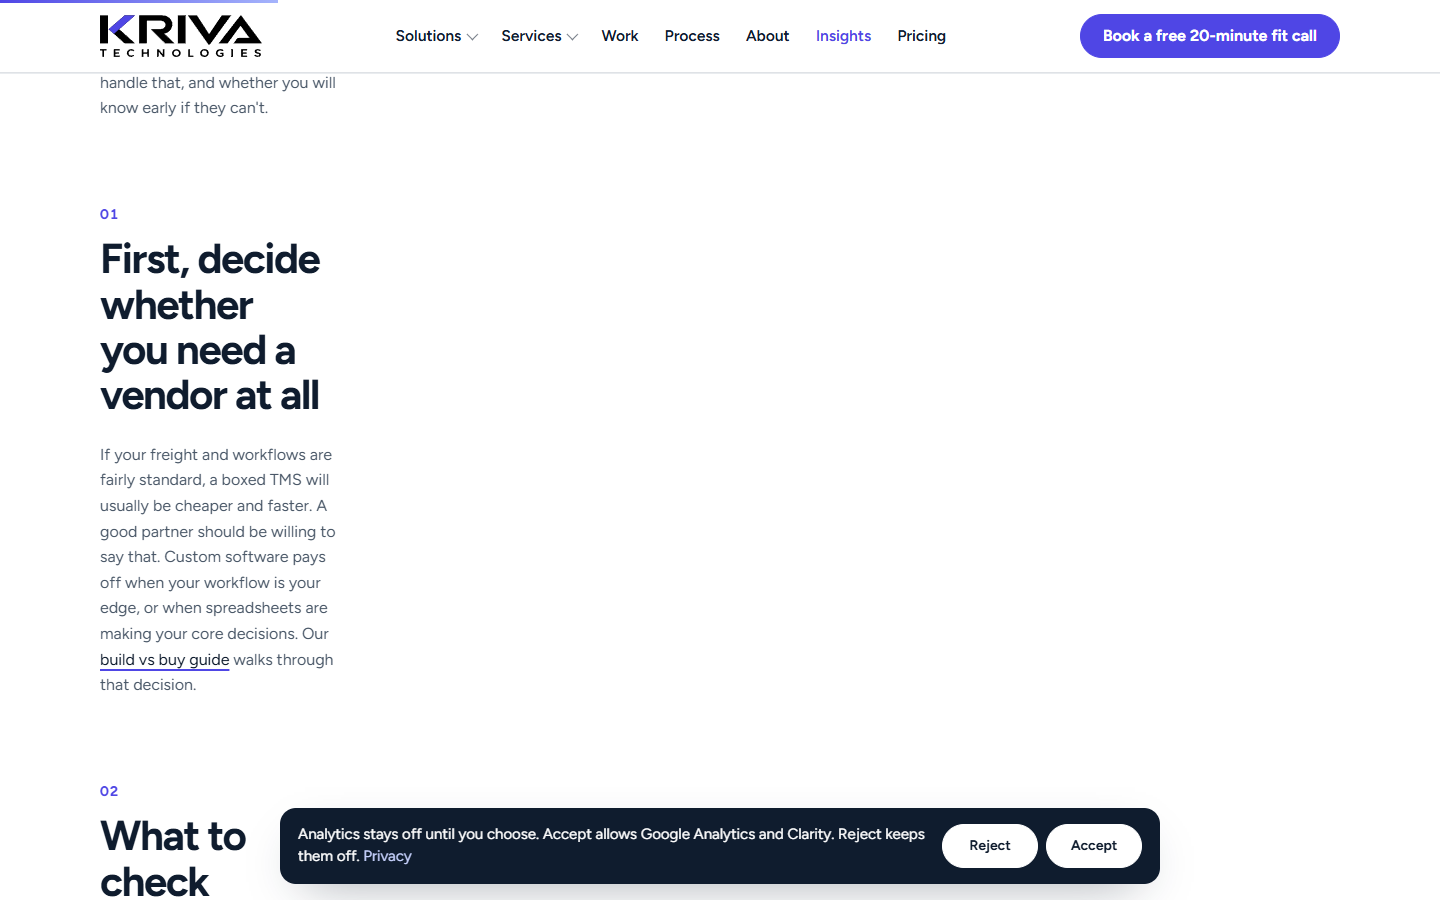 KRIVA
TECHNOLOGIES
Solutions
Services
Work
Process
About
Insights
Pricing
Book a free 20-minute fit call
handle that, and whether you will
know early if they can't.
01
First, decide
whether
you need a
vendor at all
If your freight and workflows are
fairly standard, a boxed TMS will
usually be cheaper and faster. A
good partner should be willing to
say that. Custom software pays
off when your workflow is your
edge, or when spreadsheets are
making your core decisions. Our
build vs buy guide walks through
that decision.
02
What to
check
Analytics stays off until you choose. Accept allows Google Analytics and Clarity. Reject keeps
them off. Privacy
Reject
Accept